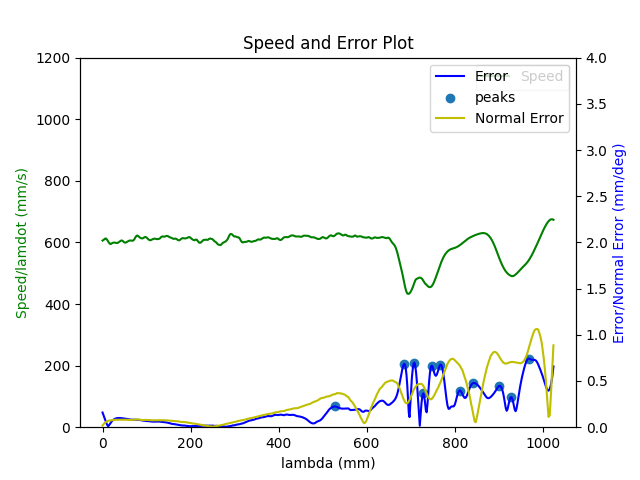 Speed and Error Plot
1200
1000
800
600
400
200
0
Speed/lamdot (mm/s)
4.0
3.5
3.0
2.5
2.0
1.5
1.0
0.5
0.0
Error/Normal Error (mm/deg)
Error
Speed
peaks
Normal Error
0 200 400 600 800 1000
lambda (mm)